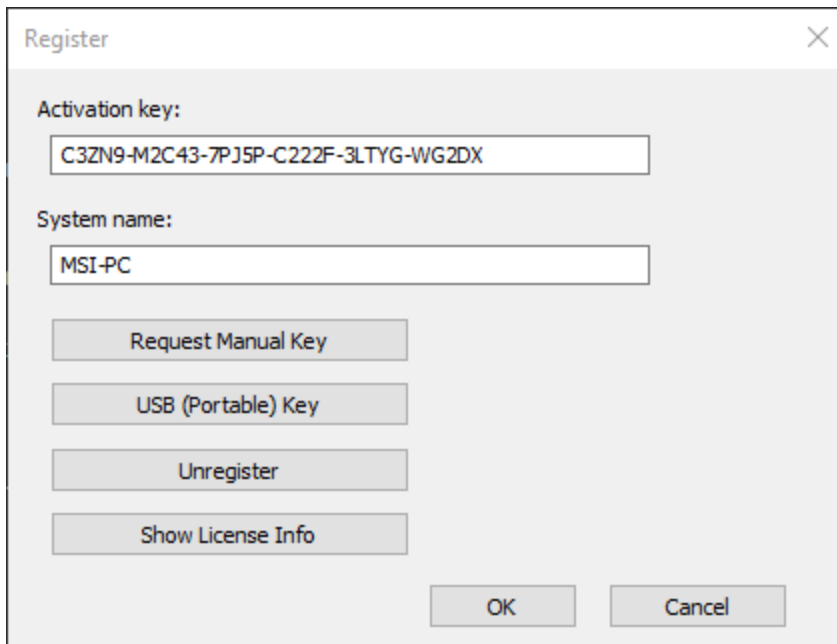 Register
Activation key:
C3ZN9-M2C43-7PJ5P-C222F-3LTYG-WG2DX
System name:
MSI-PC
Request Manual Key
USB (Portable) Key
Unregister
Show License Info
OK
Cancel